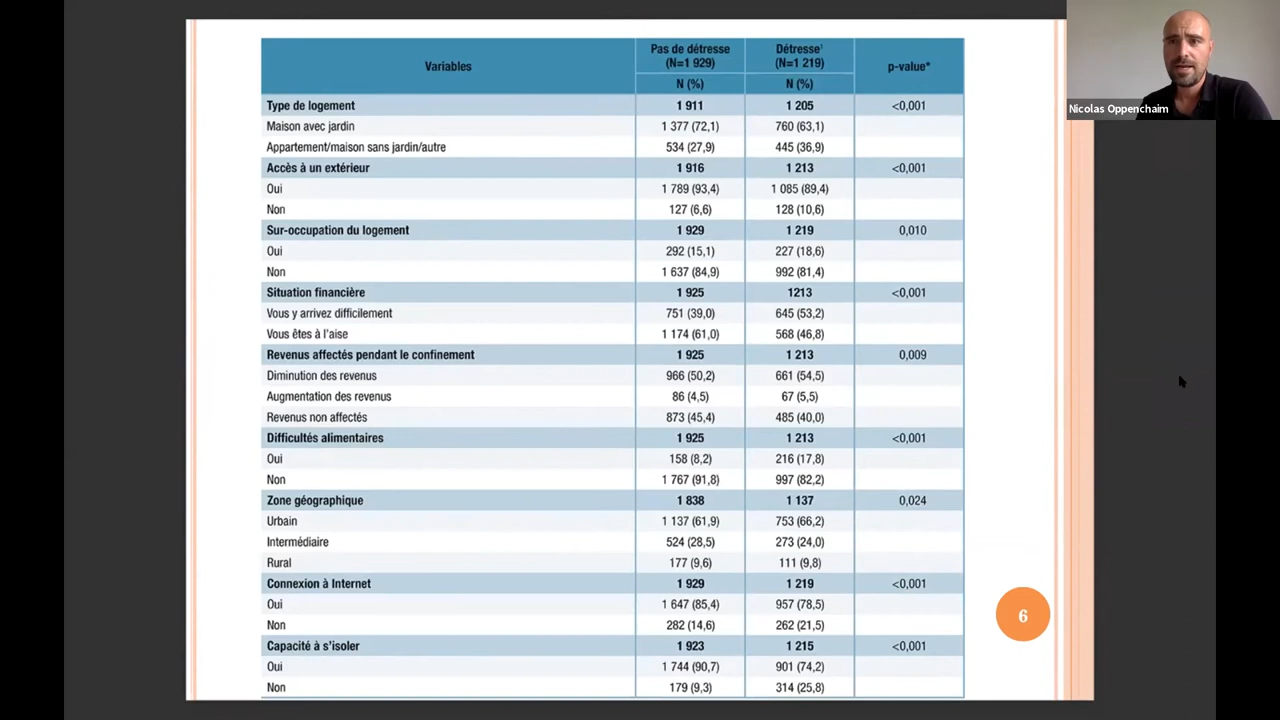 Variables Pas de détresse (N=1 929) Détresse¹ (N=1 219) p-value*
N (%) N (%)
Type de logement 1 911 1 205 <0,001
Maison avec jardin 1 377 (72,1) 760 (63,1)
Appartement/maison sans jardin/autre 534 (27,9) 445 (36,9)
Accès à un extérieur 1 916 1 213 <0,001
Oui 1 789 (93,4) 1 085 (89,4)
Non 127 (6,6) 128 (10,6)
Sur-occupation du logement 1 929 1 219 0,010
Oui 292 (15,1) 227 (18,6)
Non 1 637 (84,9) 992 (81,4)
Situation financière 1 925 1213 <0,001
Vous y arrivez difficilement 751 (39,0) 645 (53,2)
Vous êtes à l'aise 1 174 (61,0) 568 (46,8)
Revenus affectés pendant le confinement 1 925 1 213 0,009
Diminution des revenus 966 (50,2) 661 (54,5)
Augmentation des revenus 86 (4,5) 67 (5,5)
Revenus non affectés 873 (45,4) 485 (40,0)
Difficultés alimentaires 1 925 1 213 <0,001
Oui 158 (8,2) 216 (17,8)
Non 1 767 (91,8) 997 (82,2)
Zone géographique 1 838 1 137 0,024
Urbain 1 137 (61,9) 753 (66,2)
Intermédiaire 524 (28,5) 273 (24,0)
Rural 177 (9,6) 111 (9,8)
Connexion à Internet 1 929 1 219 <0,001
Oui 1 647 (85,4) 957 (78,5)
Non 282 (14,6) 262 (21,5)
Capacité à s'isoler 1 923 1 215 <0,001
Oui 1 744 (90,7) 901 (74,2)
Non 179 (9,3) 314 (25,8)
6
Nicolas Oppenchaim